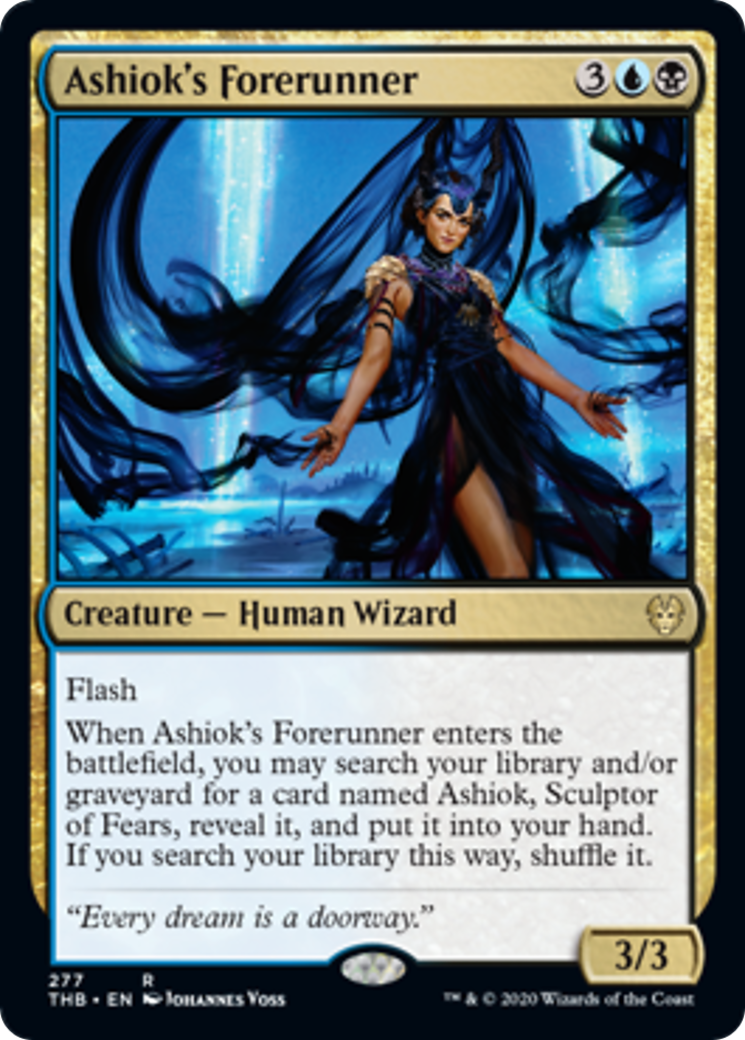 Ashiok's Forerunner 3
Creature — Human Wizard
Flash
When Ashiok's Forerunner enters the
battlefield, you may search your library and/or
graveyard for a card named Ashiok, Sculptor
of Fears, reveal it, and put it into your hand.
If you search your library this way, shuffle it.
“Every dream is a doorway.”
3/3
277 R
THB • EN Johannes Voss
™ & © 2020 Wizards of the Coast